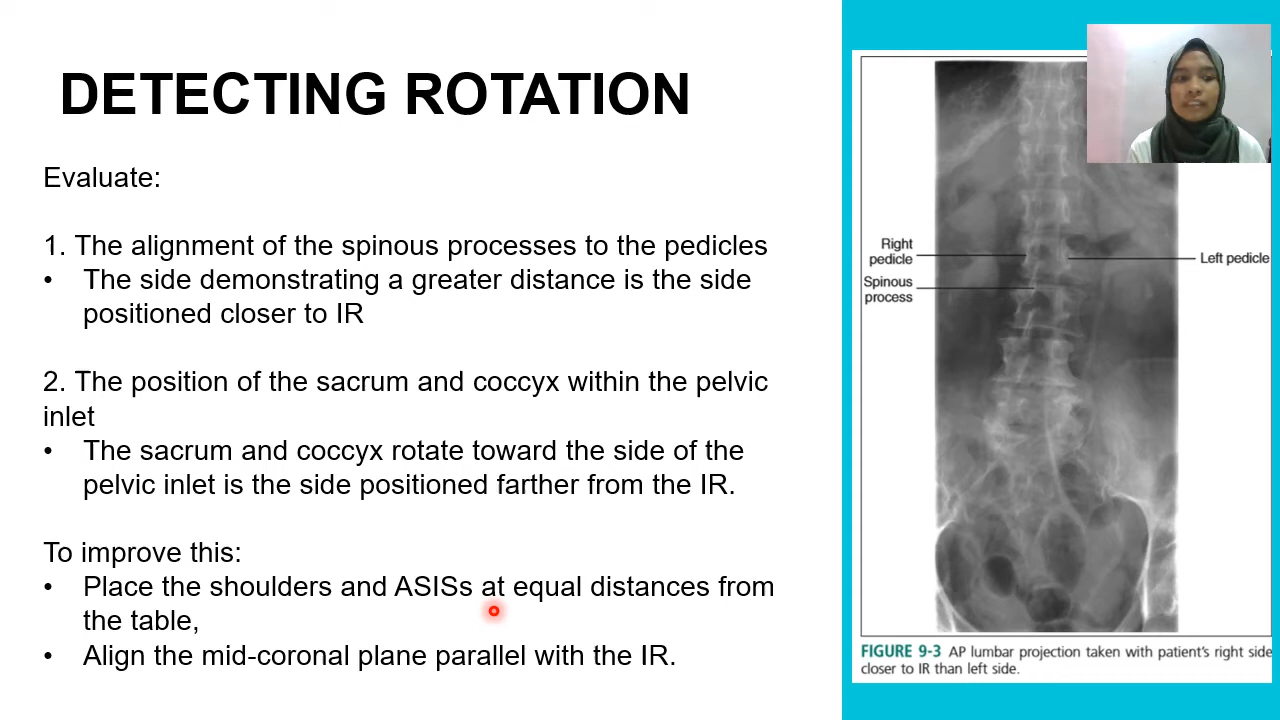 DETECTING ROTATION
Evaluate:
1. The alignment of the spinous processes to the pedicles
• The side demonstrating a greater distance is the side
positioned closer to IR
2. The position of the sacrum and coccyx within the pelvic
inlet
• The sacrum and coccyx rotate toward the side of the
pelvic inlet is the side positioned farther from the IR.
To improve this:
• Place the shoulders and ASISs at equal distances from
the table,
• Align the mid-coronal plane parallel with the IR.
Right
pedicle
Spinous
process
Left pedicle
FIGURE 9-3 AP lumbar projection taken with patient's right side
closer to IR than left side.